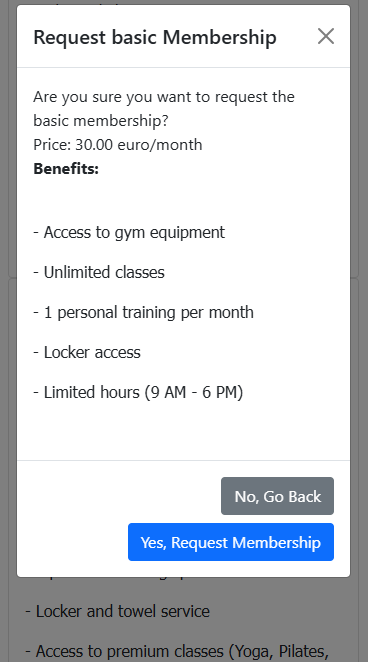 Request basic Membership
Are you sure you want to request the
basic membership?
Price: 30.00 euro/month
Benefits:
- Access to gym equipment
- Unlimited classes
- 1 personal training per month
- Locker access
- Limited hours (9 AM - 6 PM)
No, Go Back
Yes, Request Membership
- Locker and towel service
- Access to premium classes (Yoga, Pilates,